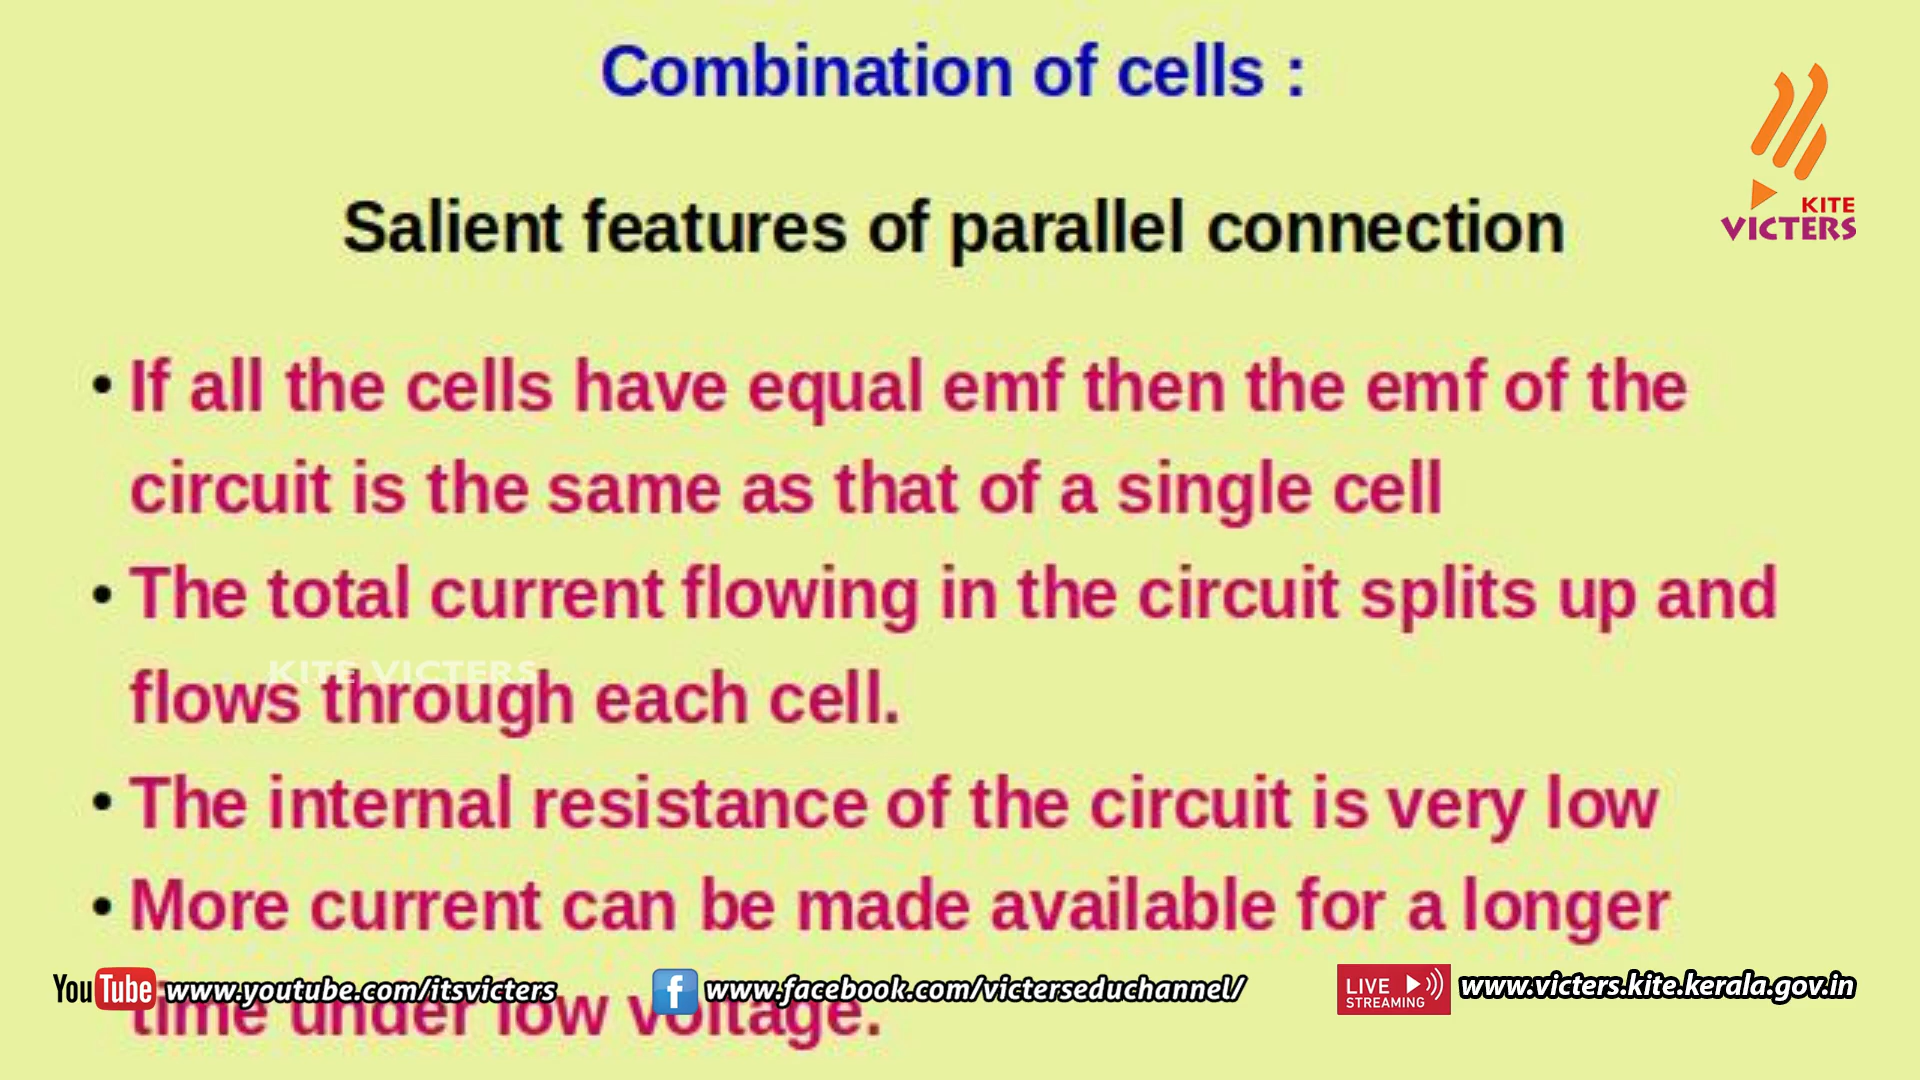 Combination of cells :
KITE
VICTERS
Salient features of parallel connection
• If all the cells have equal emf then the emf of the
circuit is the same as that of a single cell
• The total current flowing in the circuit splits up and
KITE VICTERS
flows through each cell.
• The internal resistance of the circuit is very low
• More current can be made available for a longer
time under low voltage.
YouTube www.youtube.com/itsvicters
f www.facebook.com/victerseduchannel/
LIVE
STREAMING
www.victers.kite.kerala.gov.in